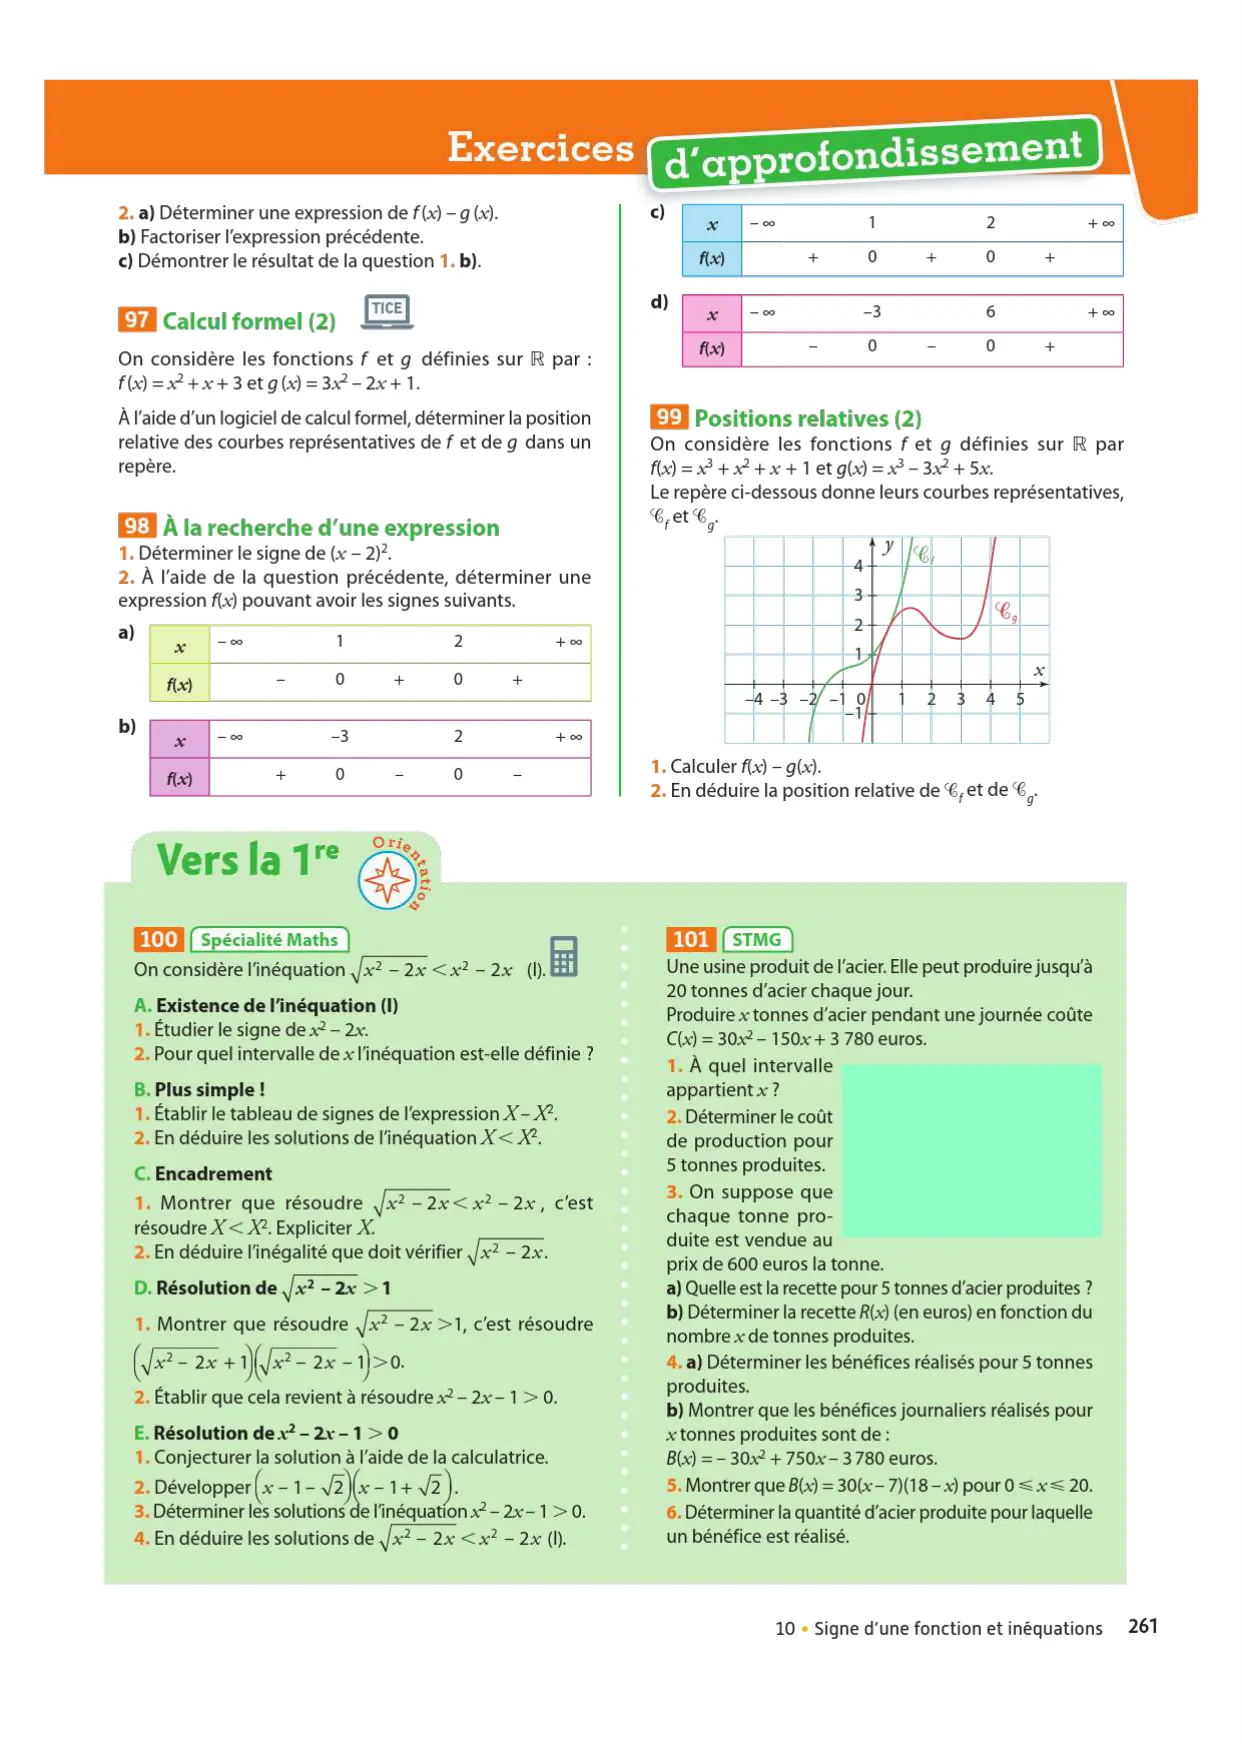 Exercices d'approfondissement
2. a) Déterminer une expression de f(x) – g(x).
b) Factoriser l'expression précédente.
c) Démontrer le résultat de la question 1. b).
97 Calcul formel (2) TICE
On considère les fonctions f et g définies sur ℝ par :
f(x) = x² + x + 3 et g(x) = 3x² – 2x + 1.
À l'aide d'un logiciel de calcul formel, déterminer la position
relative des courbes représentatives de f et de g dans un
repère.
98 À la recherche d'une expression
1. Déterminer le signe de (x – 2)².
2. À l'aide de la question précédente, déterminer une
expression f(x) pouvant avoir les signes suivants.
a)
x – ∞ 1 2 + ∞
f(x) – 0 + 0 +
b)
x – ∞ –3 2 + ∞
f(x) + 0 – 0 –
c)
x – ∞ 1 2 + ∞
f(x) + 0 + 0 +
d)
x – ∞ –3 6 + ∞
f(x) – 0 – 0 +
99 Positions relatives (2)
On considère les fonctions f et g définies sur ℝ par
f(x) = x³ + x² + x + 1 et g(x) = x³ – 3x² + 5x.
Le repère ci-dessous donne leurs courbes représentatives,
𝒞f et 𝒞g.
y 𝒞f
4
3
𝒞g
2
1
x
–4 –3 –2 –1 0 1 2 3 4 5
–1
1. Calculer f(x) – g(x).
2. En déduire la position relative de 𝒞f et de 𝒞g.
Vers la 1re
Orientation
100 Spécialité Maths
On considère l'inéquation √(x² – 2x) < x² – 2x (I).
A. Existence de l'inéquation (I)
1. Étudier le signe de x² – 2x.
2. Pour quel intervalle de x l'inéquation est-elle définie ?
B. Plus simple !
1. Établir le tableau de signes de l'expression X – X².
2. En déduire les solutions de l'inéquation X < X².
C. Encadrement
1. Montrer que résoudre √(x² – 2x) < x² – 2x, c'est
résoudre X < X². Expliciter X.
2. En déduire l'inégalité que doit vérifier √(x² – 2x).
D. Résolution de √(x² – 2x) > 1
1. Montrer que résoudre √(x² – 2x) > 1, c'est résoudre
(√(x² – 2x) + 1)(√(x² – 2x) – 1) > 0.
2. Établir que cela revient à résoudre x² – 2x – 1 > 0.
E. Résolution de x² – 2x – 1 > 0
1. Conjecturer la solution à l'aide de la calculatrice.
2. Développer (x – 1 – √2)(x – 1 + √2).
3. Déterminer les solutions de l'inéquation x² – 2x – 1 > 0.
4. En déduire les solutions de √(x² – 2x) < x² – 2x (I).
101 STMG
Une usine produit de l'acier. Elle peut produire jusqu'à
20 tonnes d'acier chaque jour.
Produire x tonnes d'acier pendant une journée coûte
C(x) = 30x² – 150x + 3 780 euros.
1. À quel intervalle
appartient x ?
2. Déterminer le coût
de production pour
5 tonnes produites.
3. On suppose que
chaque tonne pro-
duite est vendue au
prix de 600 euros la tonne.
a) Quelle est la recette pour 5 tonnes d'acier produites ?
b) Déterminer la recette R(x) (en euros) en fonction du
nombre x de tonnes produites.
4. a) Déterminer les bénéfices réalisés pour 5 tonnes
produites.
b) Montrer que les bénéfices journaliers réalisés pour
x tonnes produites sont de :
B(x) = – 30x² + 750x – 3 780 euros.
5. Montrer que B(x) = 30(x – 7)(18 – x) pour 0 ⩽ x ⩽ 20.
6. Déterminer la quantité d'acier produite pour laquelle
un bénéfice est réalisé.
10 • Signe d'une fonction et inéquations 261